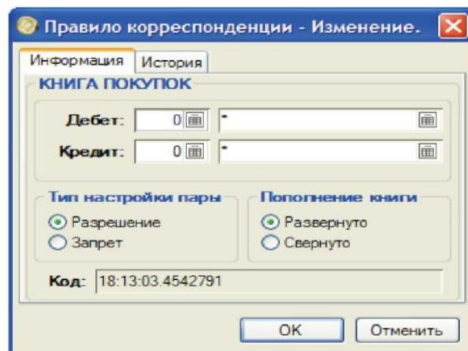 Правило корреспонденции - Изменение.
Информация История
КНИГА ПОКУПОК
Дебет: 0 *
Кредит: 0 *
Тип настройки пары Пополнение книги
Разрешение Развернуто
Запрет Свернуто
Код: 18:13:03.4542791
OK Отменить